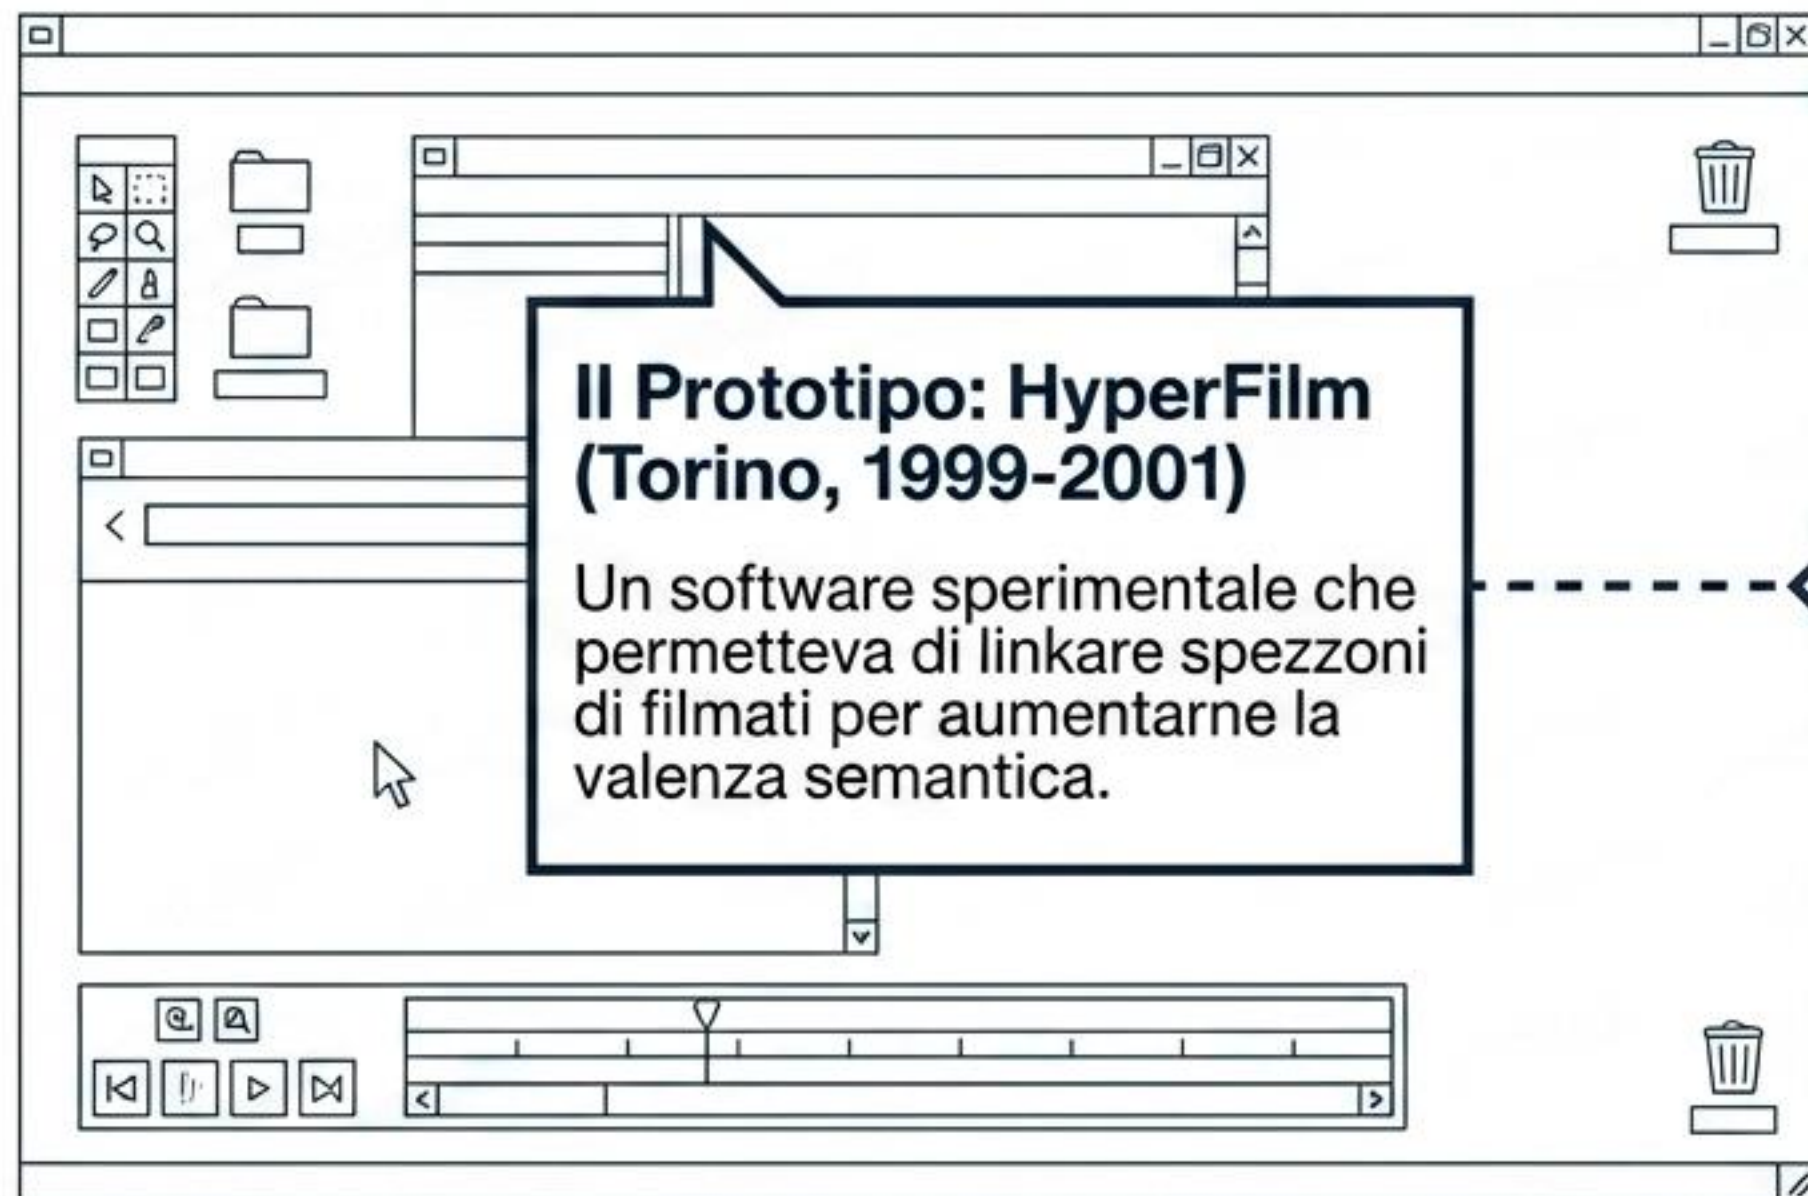 Il Prototipo: HyperFilm
(Torino, 1999-2001)
Un software sperimentale che
permetteva di linkare spezzoni
di filmati per aumentarne la
valenza semantica.